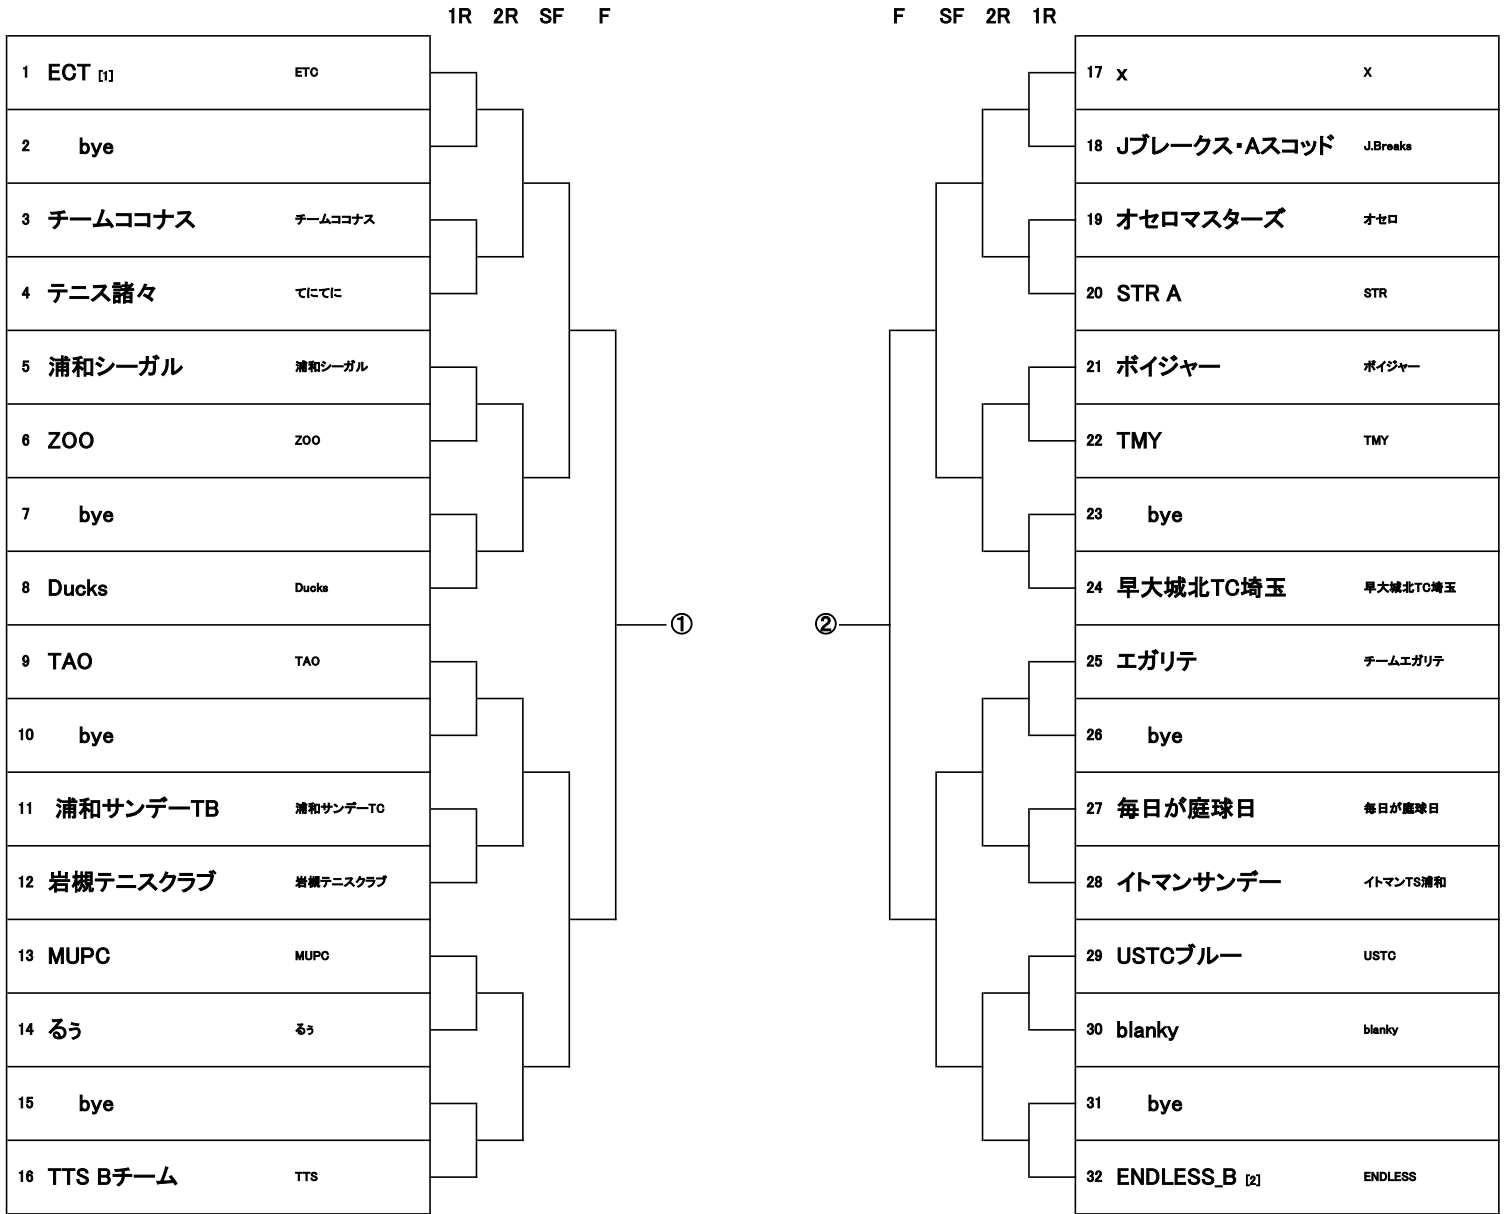 1R 2R SF F
F SF 2R 1R
1 ECT [1] ETC
2 bye
3 チームココナス チームココナス
4 テニス諸々 てにてに
5 浦和シーガル 浦和シーガル
6 ZOO ZOO
7 bye
8 Ducks Ducks
9 TAO TAO
10 bye
11 浦和サンデーTB 浦和サンデーTC
12 岩槻テニスクラブ 岩槻テニスクラブ
13 MUPC MUPC
14 るぅ るぅ
15 bye
16 TTS Bチーム TTS
①
②
17 x X
18 Jブレークス・Aスコッド J.Breaks
19 オセロマスターズ オセロ
20 STR A STR
21 ボイジャー ボイジャー
22 TMY TMY
23 bye
24 早大城北TC埼玉 早大城北TC埼玉
25 エガリテ チームエガリテ
26 bye
27 毎日が庭球日 毎日が庭球日
28 イトマンサンデー イトマンTS浦和
29 USTCブルー USTC
30 blanky blanky
31 bye
32 ENDLESS_B [2] ENDLESS